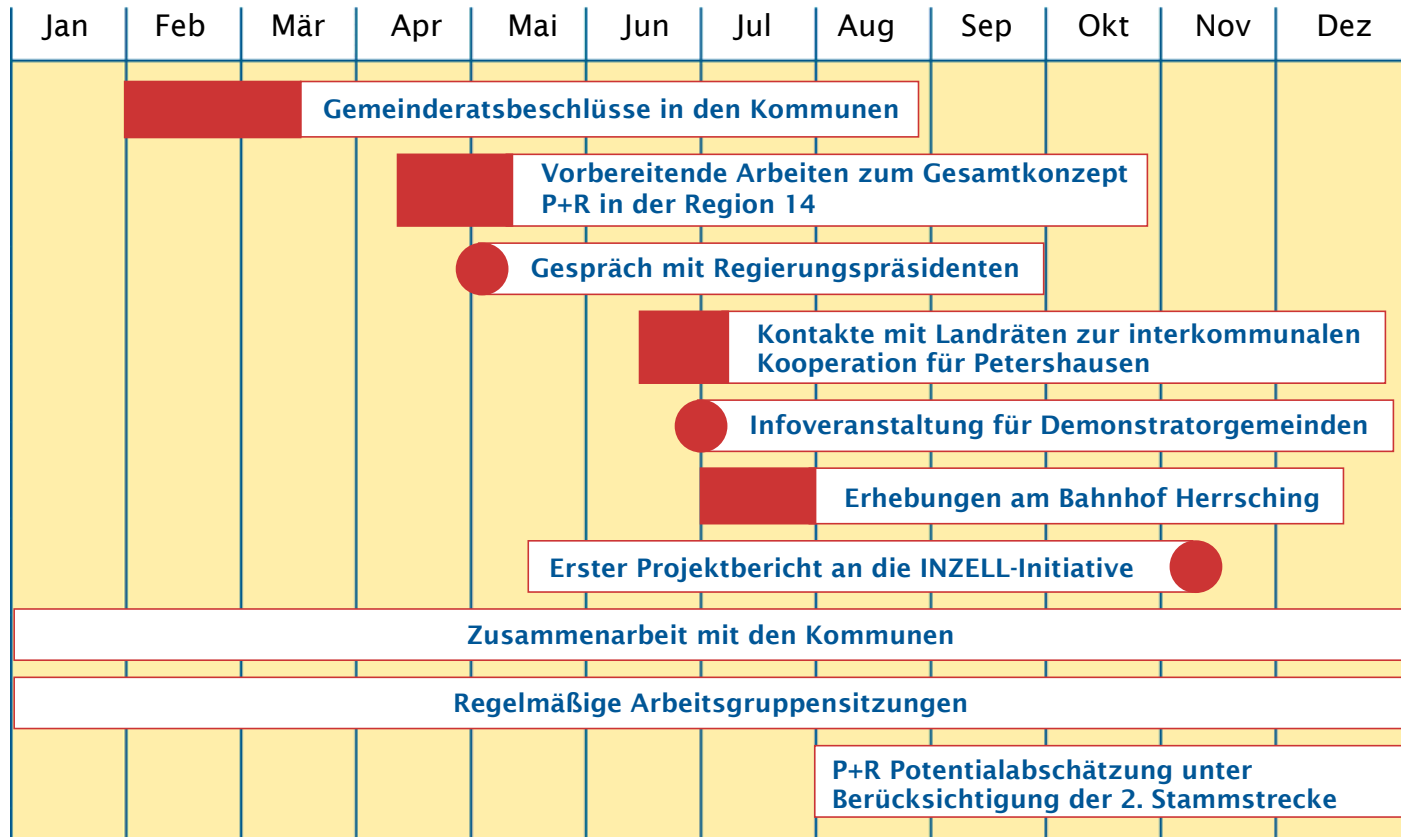 Jan Feb Mär Apr Mai Jun Jul Aug Sep Okt Nov Dez
Gemeinderatsbeschlüsse in den Kommunen
Vorbereitende Arbeiten zum Gesamtkonzept
P+R in der Region 14
Gespräch mit Regierungspräsidenten
Kontakte mit Landräten zur interkommunalen
Kooperation für Petershausen
Infoveranstaltung für Demonstratorgemeinden
Erhebungen am Bahnhof Herrsching
Erster Projektbericht an die INZELL-Initiative
Zusammenarbeit mit den Kommunen
Regelmäßige Arbeitsgruppensitzungen
P+R Potentialabschätzung unter
Berücksichtigung der 2. Stammstrecke